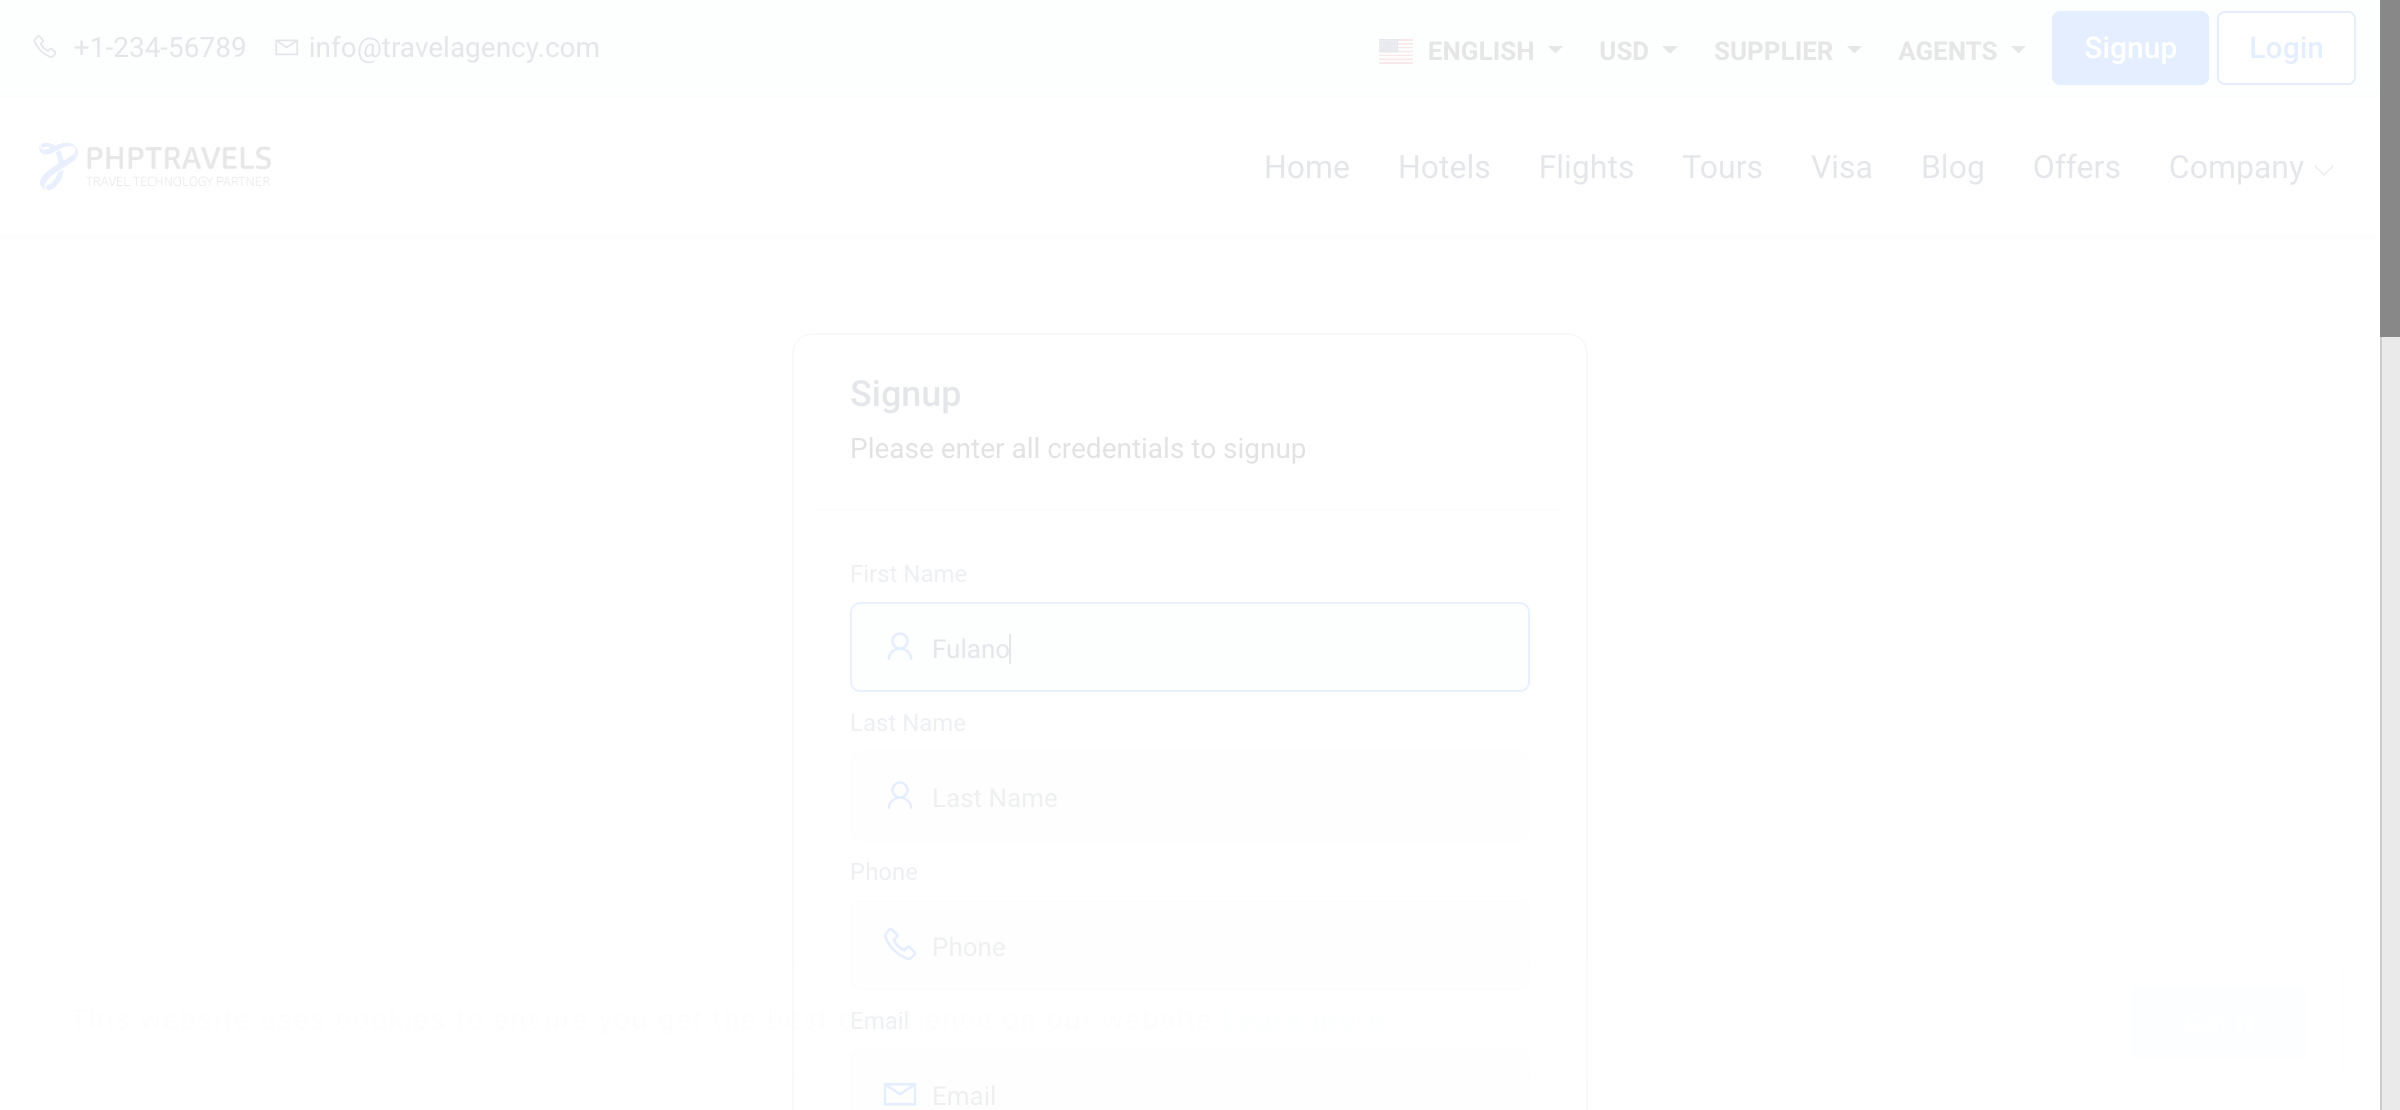 +1-234-56789 info@travelagency.com ENGLISH USD SUPPLIER AGENTS Signup Login
PHPTRAVELS
TRAVEL TECHNOLOGY PARTNER
Home Hotels Flights Tours Visa Blog Offers Company
Signup
Please enter all credentials to signup
First Name
Fulano
Last Name
Last Name
Phone
Phone
This website uses cookies to ensure you get the best on our website
Email
Email